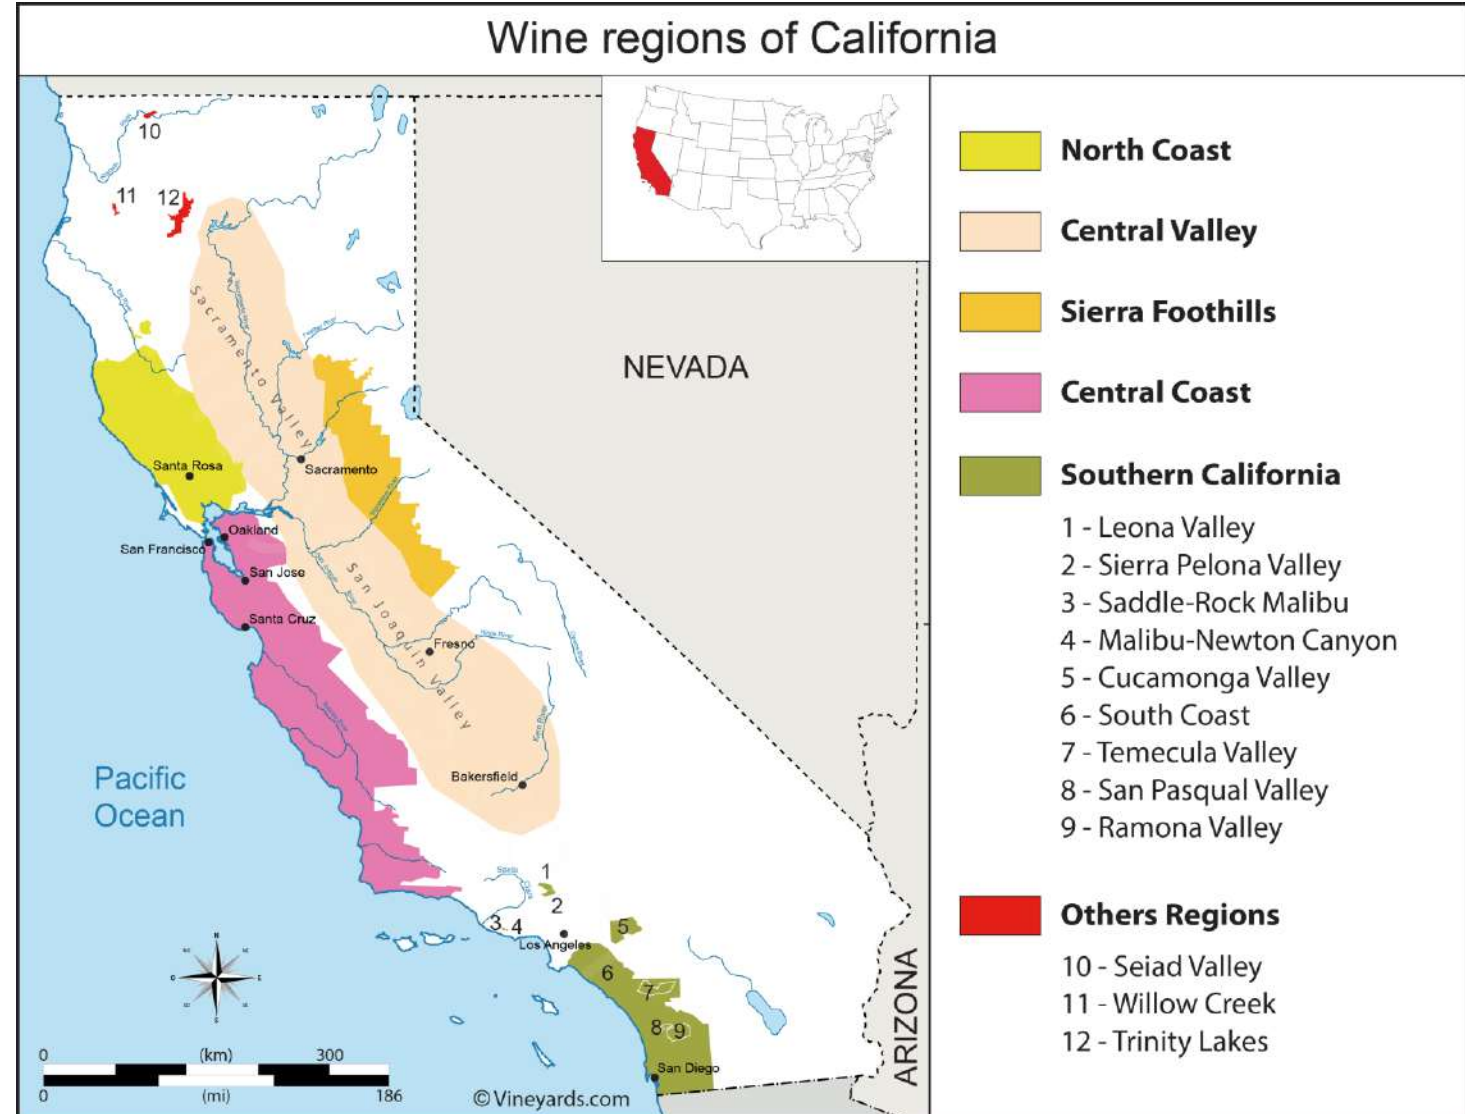 Wine regions of California
10
11
12
Sacramento Valley
NEVADA
Santa Rosa
Sacramento
Oakland
San Francisco
San Jose
Santa Cruz
San Joaquin Valley
Fresno
Kern River
Bakersfield
Pacific
Ocean
1
2
3
4
5
Los Angeles
6
7
8
9
San Diego
ARIZONA
N
S
0 (km) 300
0 (mi) 186
© Vineyards.com
North Coast
Central Valley
Sierra Foothills
Central Coast
Southern California
1 - Leona Valley
2 - Sierra Pelona Valley
3 - Saddle-Rock Malibu
4 - Malibu-Newton Canyon
5 - Cucamonga Valley
6 - South Coast
7 - Temecula Valley
8 - San Pasqual Valley
9 - Ramona Valley
Others Regions
10 - Seiad Valley
11 - Willow Creek
12 - Trinity Lakes